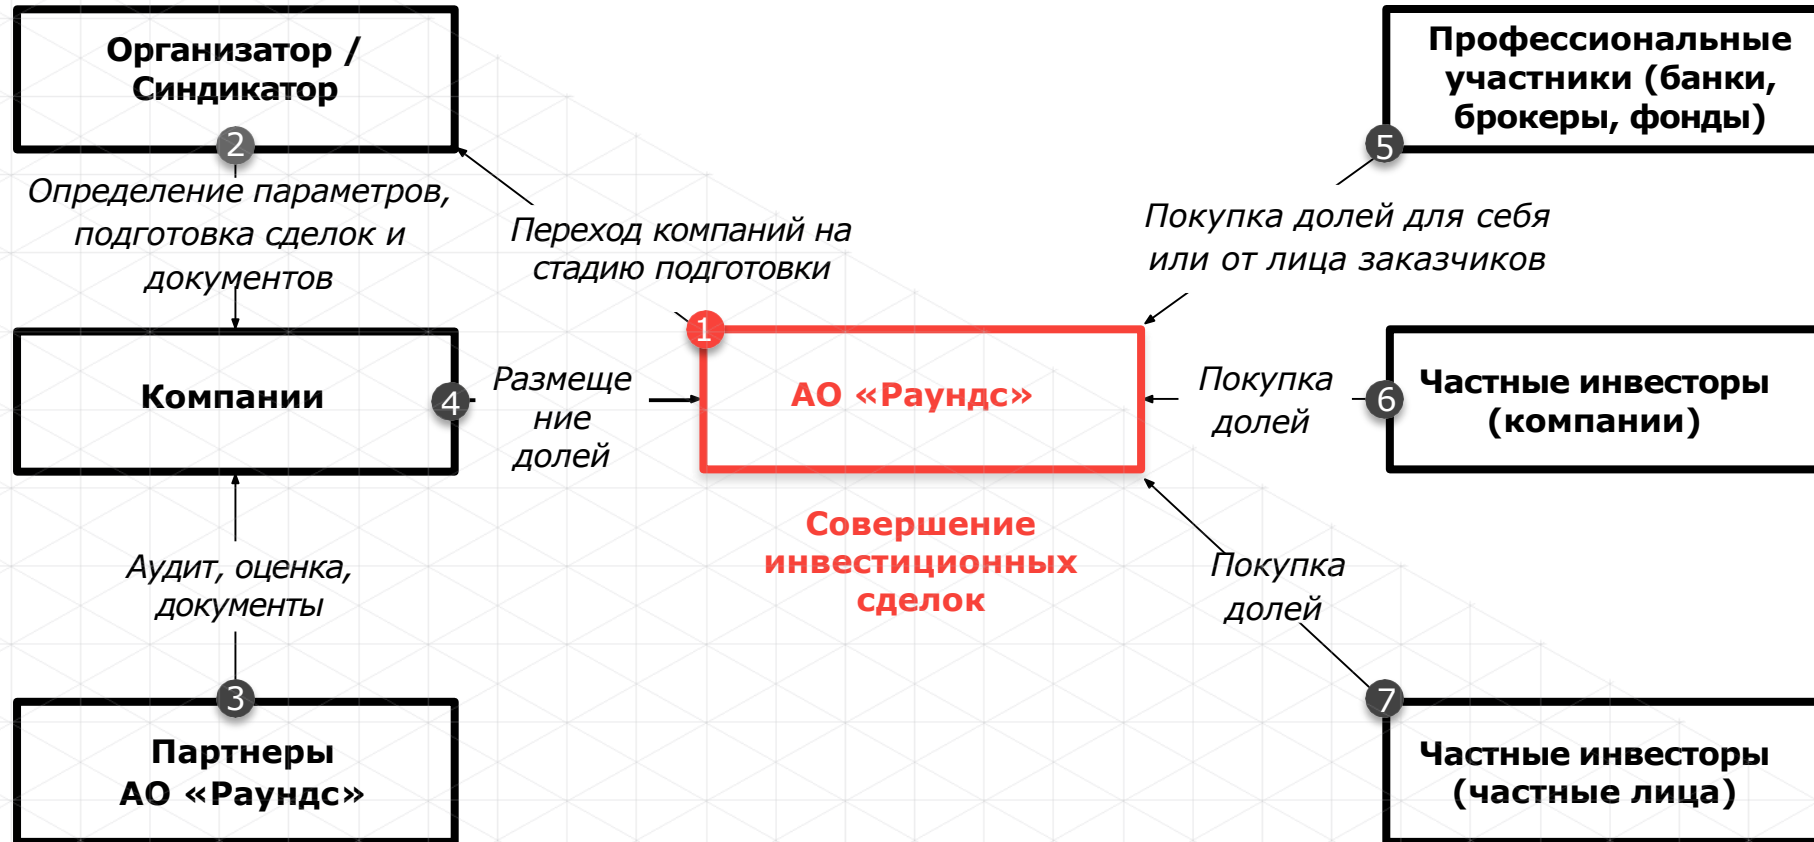 Организатор /
Синдикатор
2
Определение параметров,
подготовка сделок и
документов
Компании
Аудит, оценка,
документы
3
Партнеры
АО «Раундс»
Переход компаний на
стадию подготовки
1
4
Размеще
ние
долей
АО «Раундс»
Совершение
инвестиционных
сделок
Профессиональные
участники (банки,
брокеры, фонды)
5
Покупка долей для себя
или от лица заказчиков
Покупка
долей
6
Частные инвесторы
(компании)
Покупка
долей
7
Частные инвесторы
(частные лица)